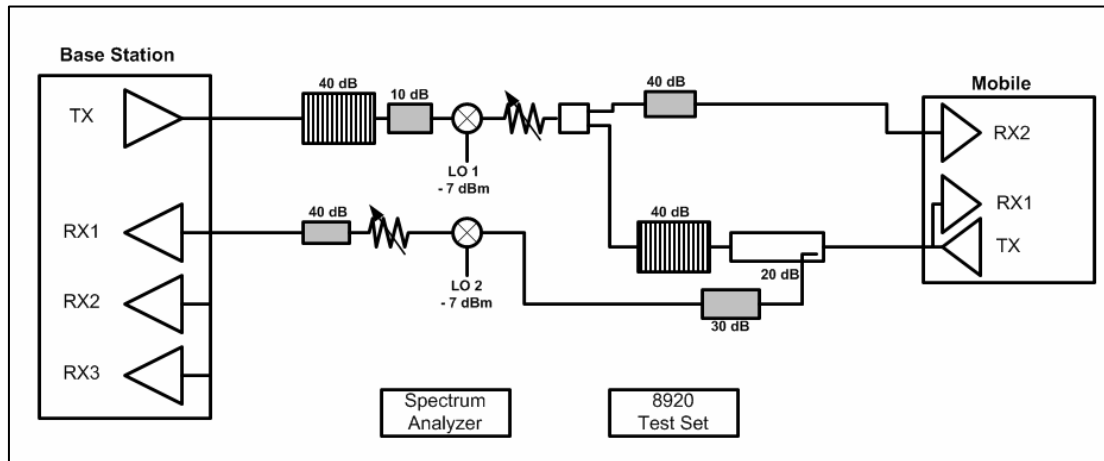 Base Station
Mobile
TX
40 dB
10 dB
LO 1
- 7 dBm
40 dB
RX2
RX1
40 dB
LO 2
- 7 dBm
40 dB
20 dB
30 dB
RX1
TX
RX2
RX3
Spectrum
Analyzer
8920
Test Set